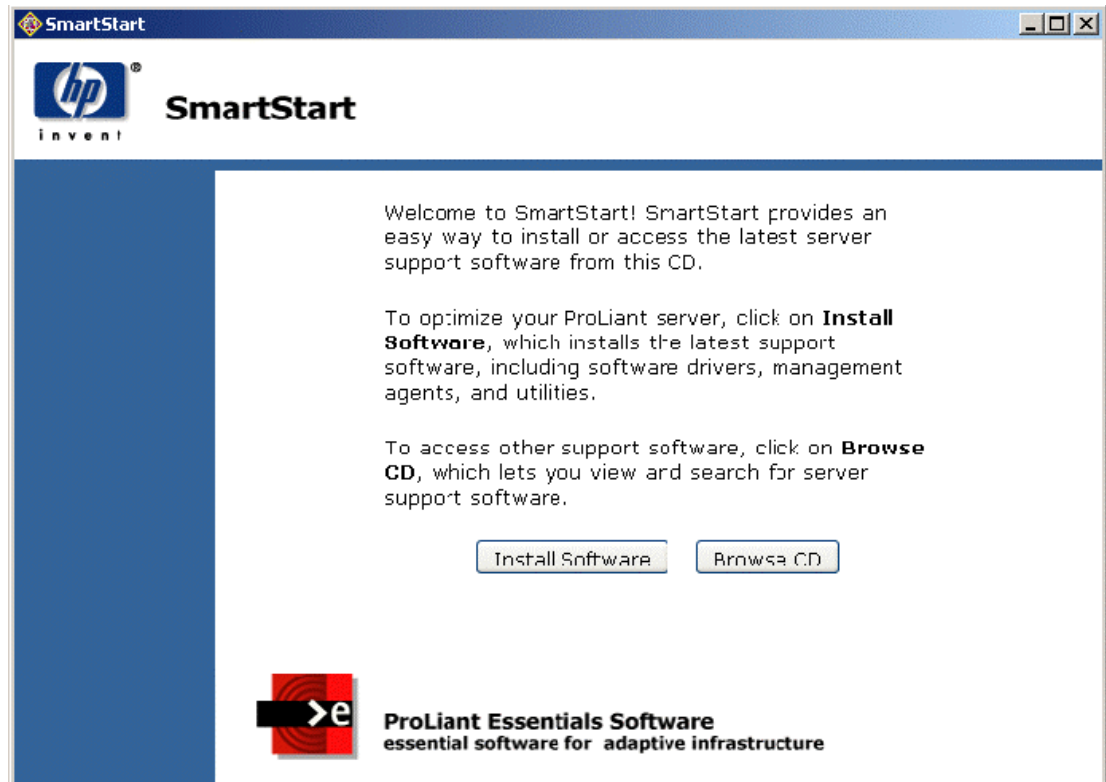 SmartStart
hp
®
invent
SmartStart
Welcome to SmartStart! SmartStart provides an
easy way to install or access the latest server
support software from this CD.
To optimize your ProLiant server, click on Install
Software, which installs the latest support
software, including software drivers, management
agents, and utilities.
To access other support software, click on Browse
CD, which lets you view and search for server
support software.
Install Software
Browse CD
>e
ProLiant Essentials Software
essential software for adaptive infrastructure